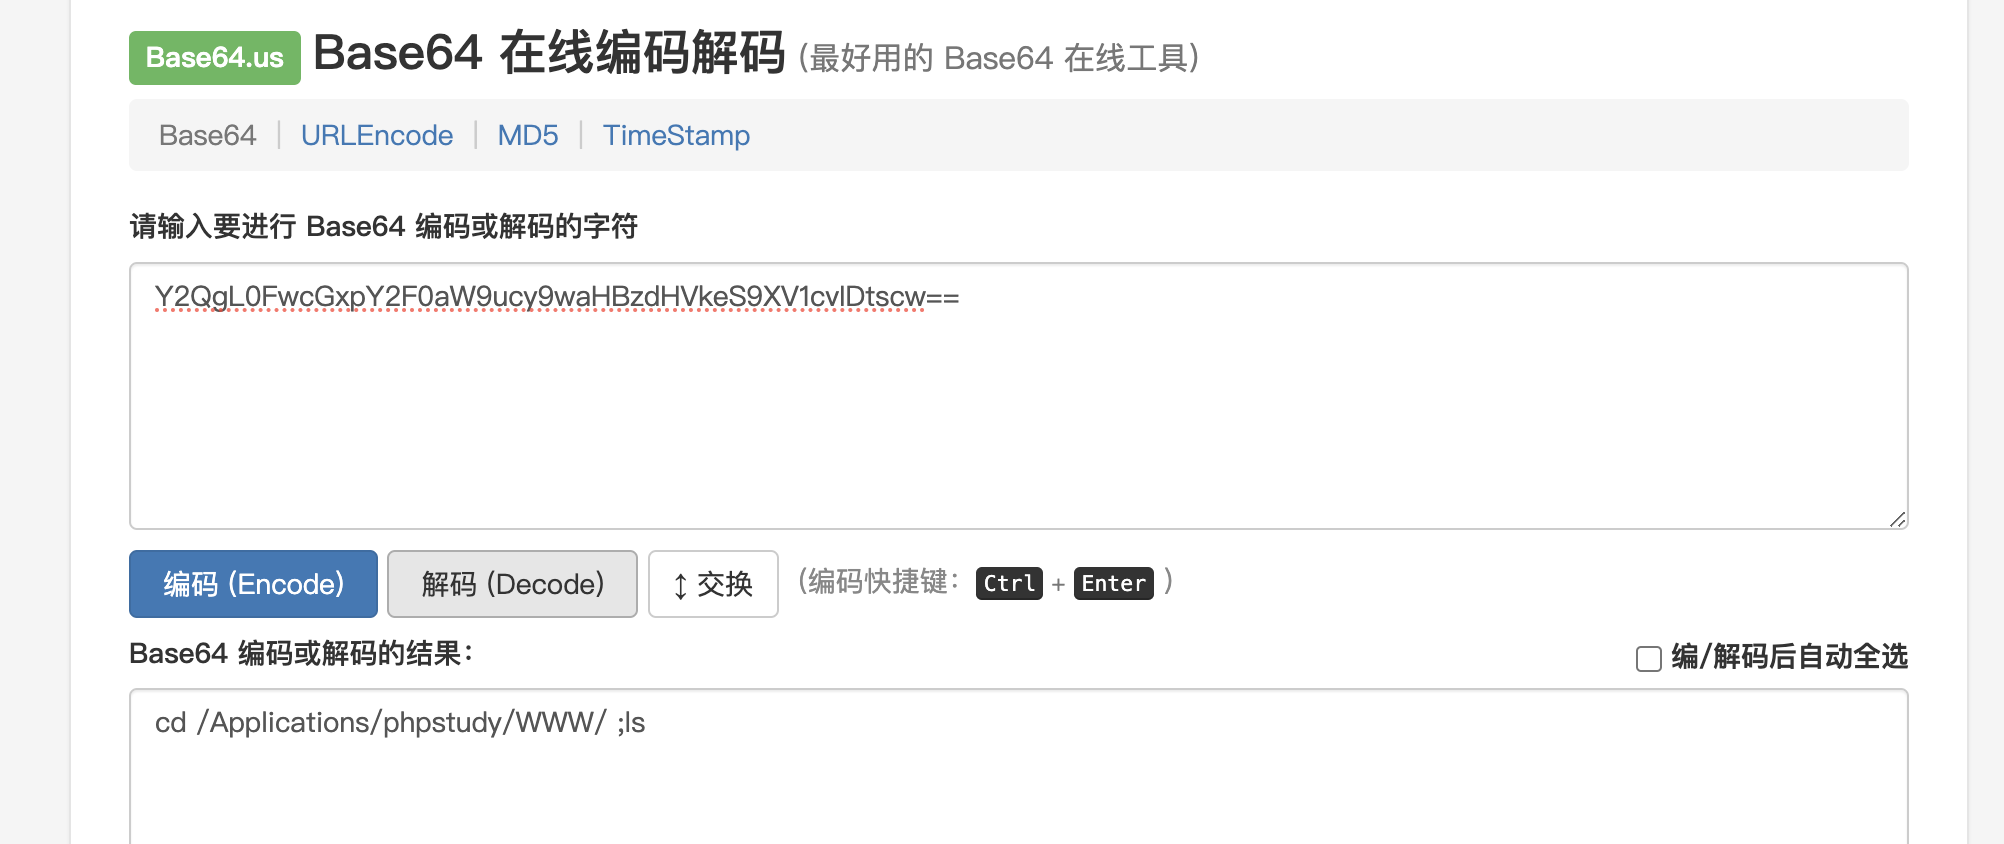 Base64.us Base64 在线编码解码 (最好用的 Base64 在线工具)
Base64 | URLEncode | MD5 | TimeStamp
请输入要进行 Base64 编码或解码的字符
Y2QgL0FwcGxpY2F0aW9ucy9waHBzdHVkeS9XV1cvIDtscw==
编码 (Encode) 解码 (Decode) ↕ 交换 (编码快捷键: Ctrl + Enter )
Base64 编码或解码的结果: 编/解码后自动全选
cd /Applications/phpstudy/WWW/ ;ls